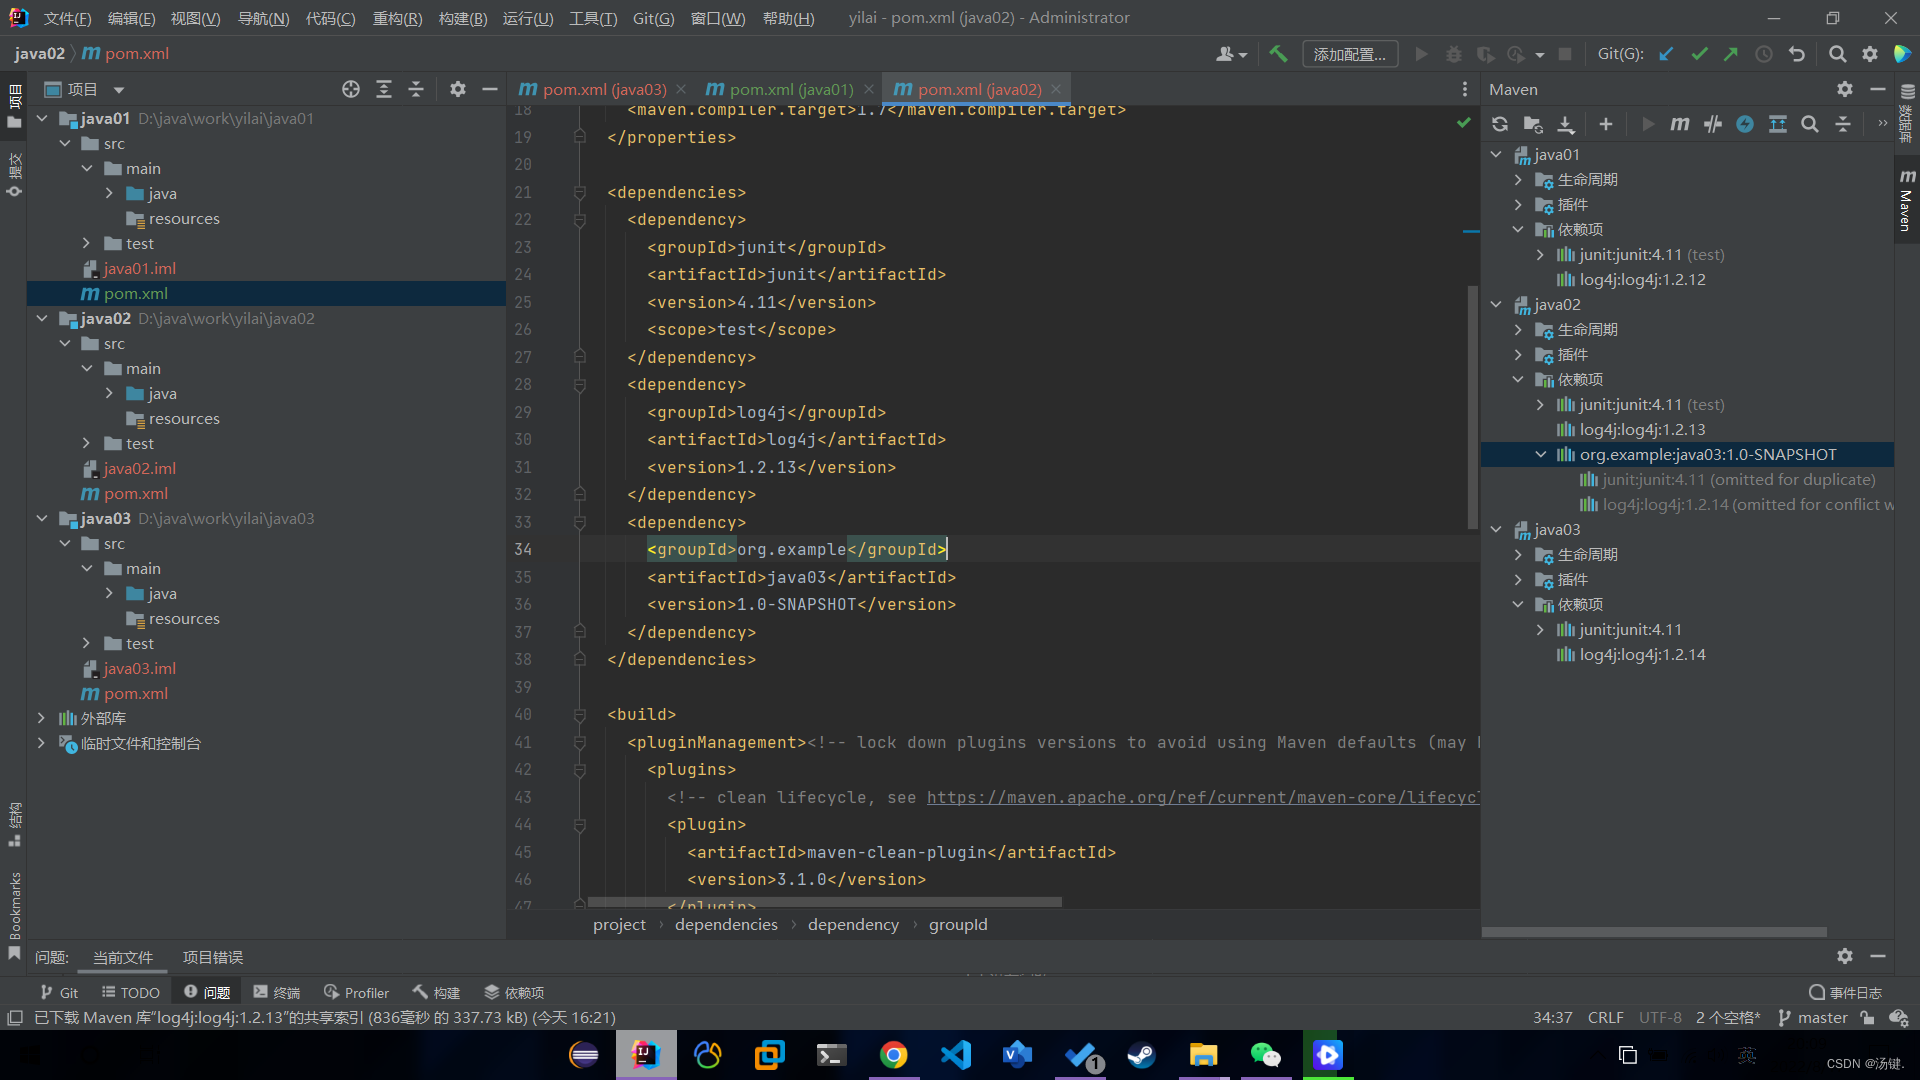 文件(F) 编辑(E) 视图(V) 导航(N) 代码(C) 重构(R) 构建(B) 运行(U) 工具(T) Git(G) 窗口(W) 帮助(H) yilai - pom.xml (java02) - Administrator
java02 pom.xml 添加配置... Git(G):
项目
pom.xml (java03) pom.xml (java01) pom.xml (java02)
Maven
项目
提交
结构
Bookmarks
java01 D:\java\work\yilai\java01
src
main
java
resources
test
java01.iml
pom.xml
java02 D:\java\work\yilai\java02
src
main
java
resources
test
java02.iml
pom.xml
java03 D:\java\work\yilai\java03
src
main
java
resources
test
java03.iml
pom.xml
外部库
临时文件和控制台
18 <maven.compiler.target>1.7</maven.compiler.target>
19 </properties>
20
21 <dependencies>
22 <dependency>
23 <groupId>junit</groupId>
24 <artifactId>junit</artifactId>
25 <version>4.11</version>
26 <scope>test</scope>
27 </dependency>
28 <dependency>
29 <groupId>log4j</groupId>
30 <artifactId>log4j</artifactId>
31 <version>1.2.13</version>
32 </dependency>
33 <dependency>
34 <groupId>org.example</groupId>
35 <artifactId>java03</artifactId>
36 <version>1.0-SNAPSHOT</version>
37 </dependency>
38 </dependencies>
39
40 <build>
41 <pluginManagement><!-- lock down plugins versions to avoid using Maven defaults (may
42 <plugins>
43 <!-- clean lifecycle, see https://maven.apache.org/ref/current/maven-core/lifecyc
44 <plugin>
45 <artifactId>maven-clean-plugin</artifactId>
46 <version>3.1.0</version>
47 </plugin>
project › dependencies › dependency › groupId
java01
生命周期
插件
依赖项
junit:junit:4.11 (test)
log4j:log4j:1.2.12
java02
生命周期
插件
依赖项
junit:junit:4.11 (test)
log4j:log4j:1.2.13
org.example:java03:1.0-SNAPSHOT
junit:junit:4.11 (omitted for duplicate)
log4j:log4j:1.2.14 (omitted for conflict w
java03
生命周期
插件
依赖项
junit:junit:4.11
log4j:log4j:1.2.14
数据库
Maven
问题: 当前文件 项目错误
Git TODO 问题 终端 Profiler 构建 依赖项 事件日志
已下载 Maven 库“log4j:log4j:1.2.13”的共享索引 (836毫秒 的 337.73 kB) (今天 16:21) 34:37 CRLF UTF-8 2 个空格* master
1
英
CSDN @汤键.